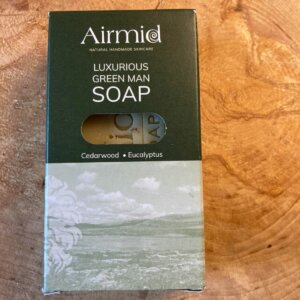 Airmid
NATURAL HANDMADE SKINCARE
LUXURIOUS
GREEN MAN
SOAP
Cedarwood • Eucalyptus